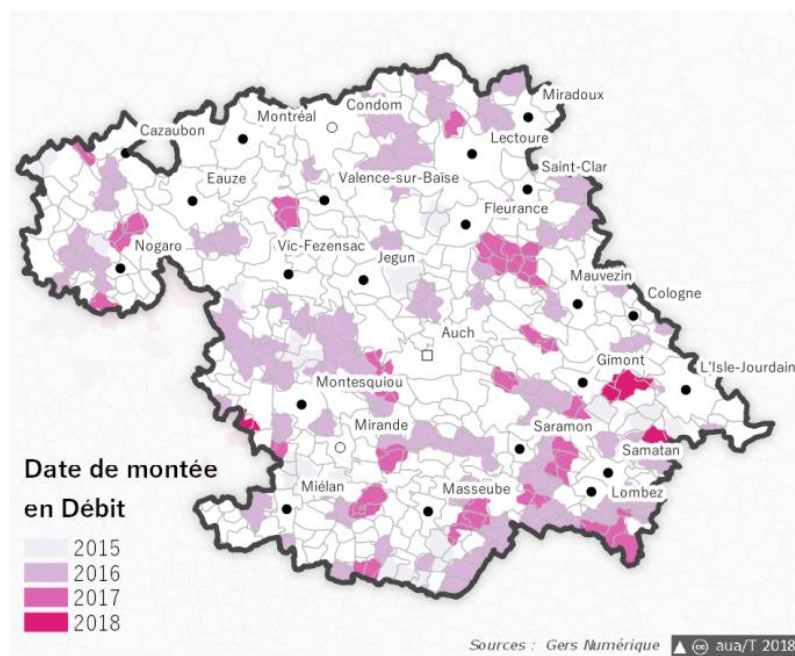 Miradoux
Condom
Montréal
Cazaubon
Lectoure
Saint-Clar
Eauze
Valence-sur-Baïse
Fleurance
Nogaro
Vic-Fezensac
Jegun
Mauvezin
Cologne
Auch
Gimont
L'Isle-Jourdain
Montesquiou
Mirande
Saramon
Samatan
Miélan
Masseube
Lombez
Date de montée
en Débit
2015
2016
2017
2018
Sources : Gers Numérique
cc aua/T 2018